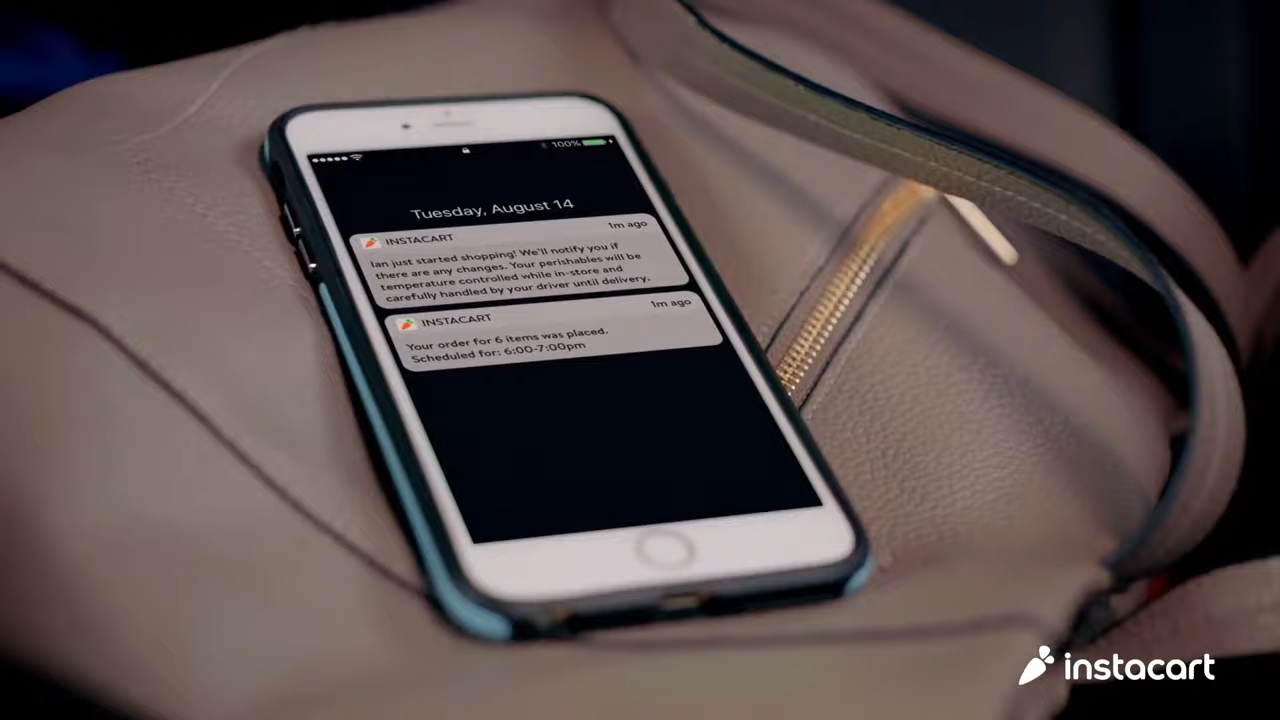 100%
Tuesday, August 14
INSTACART 1m ago
Ian just started shopping! We'll notify you if
there are any changes. Your perishables will be
temperature controlled while in-store and
carefully handled by your driver until delivery.
INSTACART 1m ago
Your order for 6 items was placed.
Scheduled for: 6:00-7:00pm
instacart